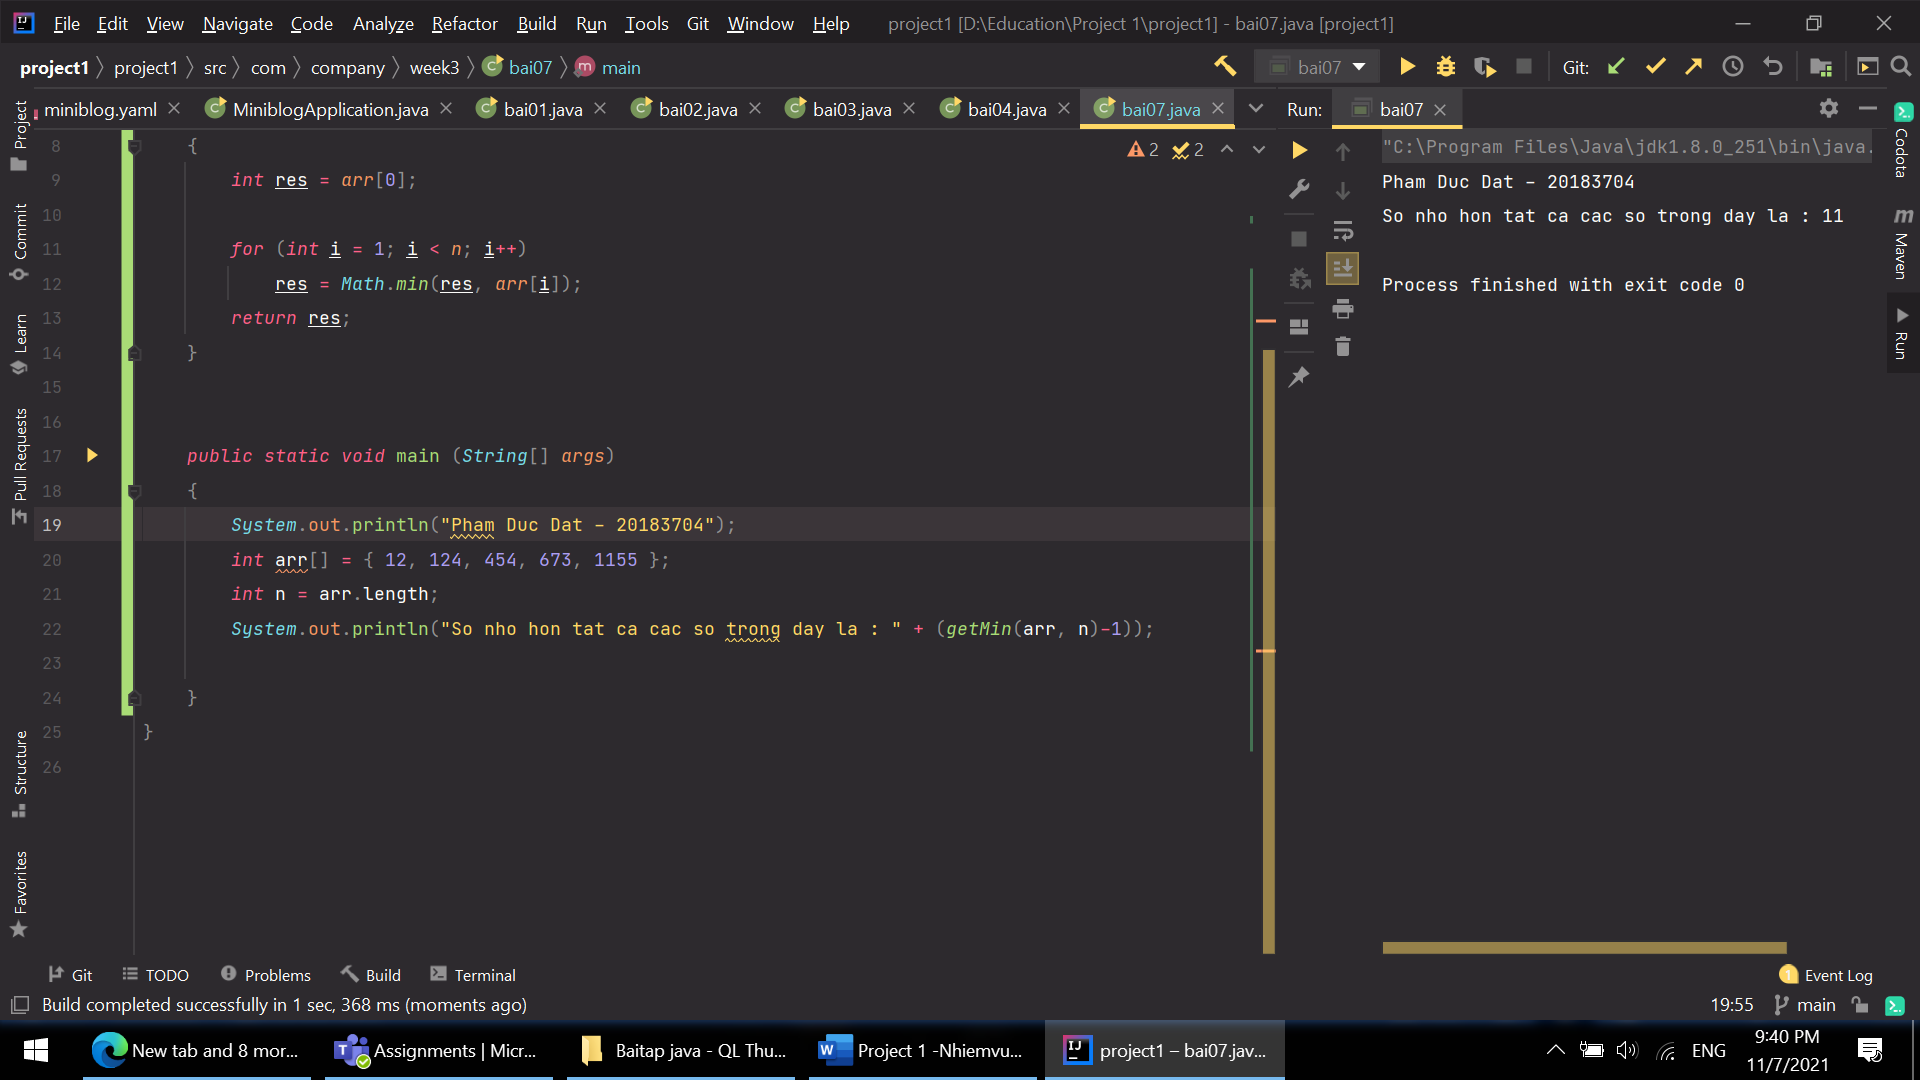 File Edit View Navigate Code Analyze Refactor Build Run Tools Git Window Help project1 [D:\Education\Project 1\project1] - bai07.java [project1]
project1 project1 src com company week3 bai07 main bai07 Git:
miniblog.yaml MiniblogApplication.java bai01.java bai02.java bai03.java bai04.java bai07.java Run: bai07
Project
Commit
Learn
Pull Requests
Structure
Favorites
2 2
8 {
9 int res = arr[0];
10
11 for (int i = 1; i < n; i++)
12 res = Math.min(res, arr[i]);
13 return res;
14 }
15
16
17 public static void main (String[] args)
18 {
19 System.out.println("Pham Duc Dat - 20183704");
20 int arr[] = { 12, 124, 454, 673, 1155 };
21 int n = arr.length;
22 System.out.println("So nho hon tat ca cac so trong day la : " + (getMin(arr, n)-1));
23
24 }
25 }
26
"C:\Program Files\Java\jdk1.8.0_251\bin\java.
Pham Duc Dat - 20183704
So nho hon tat ca cac so trong day la : 11
Process finished with exit code 0
Codota
m Maven
Run
Git TODO Problems Build Terminal 1 Event Log
Build completed successfully in 1 sec, 368 ms (moments ago) 19:55 main
New tab and 8 mor... Assignments | Micr... Baitap java - QL Thu... Project 1 -Nhiemvu... project1 – bai07.jav... ENG 9:40 PM
11/7/2021